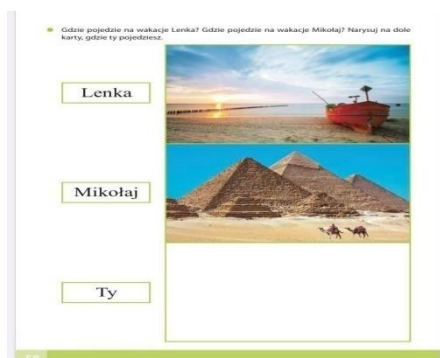 Gdzie pojedzie na wakacje Lenka? Gdzie pojedzie na wakacje Mikołaj? Narysuj na dole
karty, gdzie ty pojedziesz.
Lenka
Mikołaj
Ty